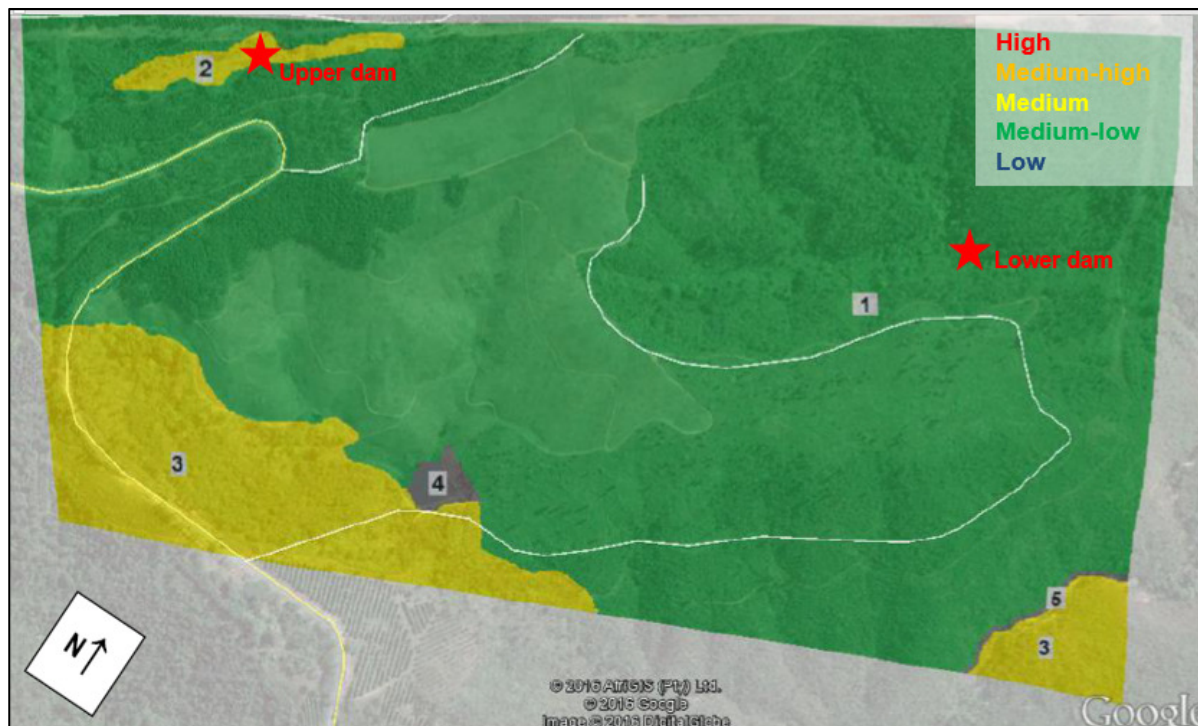 High
Medium-high
Medium
Medium-low
Low
2
Upper dam
Lower dam
1
3
4
5
3
N
© 2016 AfriGIS (Pty) Ltd.
© 2016 Google
Image © 2016 DigitalGlobe
Google